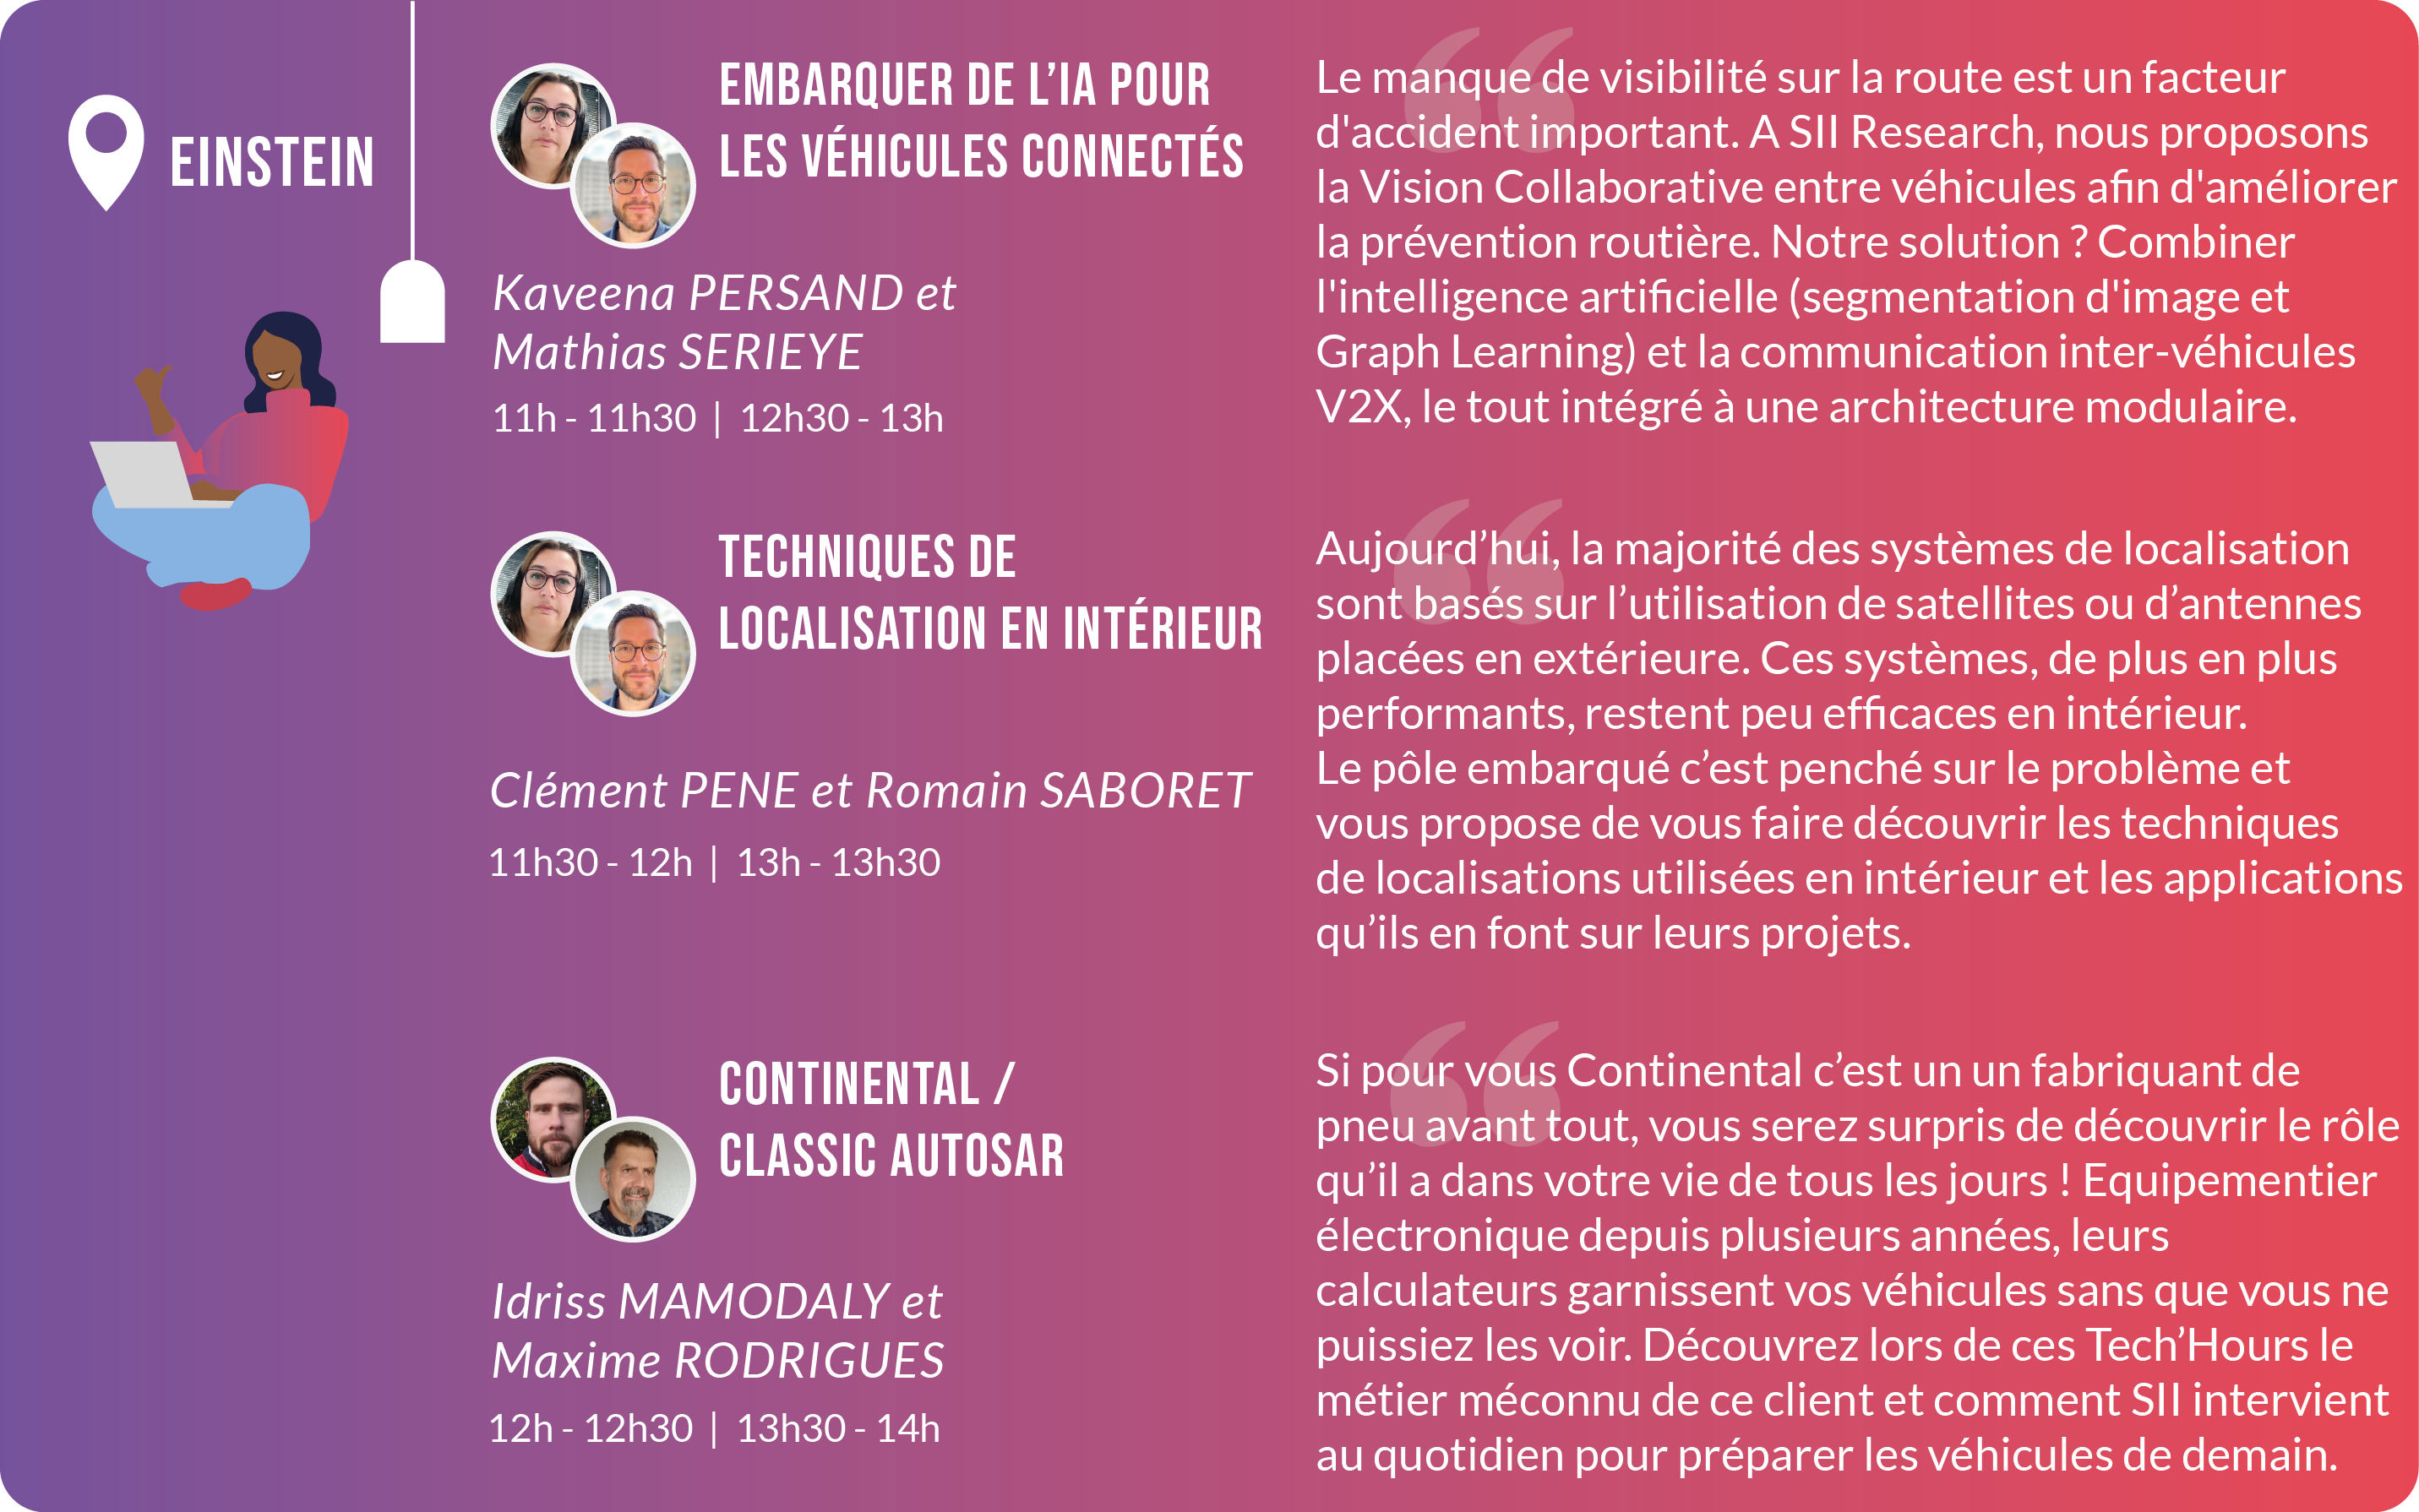 EINSTEIN
EMBARQUER DE L’IA POUR
LES VÉHICULES CONNECTÉS
Kaveena PERSAND et
Mathias SERIEYE
11h - 11h30 | 12h30 - 13h
Le manque de visibilité sur la route est un facteur
d'accident important. A SII Research, nous proposons
la Vision Collaborative entre véhicules afin d'améliorer
la prévention routière. Notre solution ? Combiner
l'intelligence artificielle (segmentation d'image et
Graph Learning) et la communication inter-véhicules
V2X, le tout intégré à une architecture modulaire.
TECHNIQUES DE
LOCALISATION EN INTÉRIEUR
Clément PENE et Romain SABORET
11h30 - 12h | 13h - 13h30
Aujourd’hui, la majorité des systèmes de localisation
sont basés sur l’utilisation de satellites ou d’antennes
placées en extérieure. Ces systèmes, de plus en plus
performants, restent peu efficaces en intérieur.
Le pôle embarqué c’est penché sur le problème et
vous propose de vous faire découvrir les techniques
de localisations utilisées en intérieur et les applications
qu’ils en font sur leurs projets.
CONTINENTAL /
CLASSIC AUTOSAR
Idriss MAMODALY et
Maxime RODRIGUES
12h - 12h30 | 13h30 - 14h
Si pour vous Continental c’est un un fabriquant de
pneu avant tout, vous serez surpris de découvrir le rôle
qu’il a dans votre vie de tous les jours ! Equipementier
électronique depuis plusieurs années, leurs
calculateurs garnissent vos véhicules sans que vous ne
puissiez les voir. Découvrez lors de ces Tech’Hours le
métier méconnu de ce client et comment SII intervient
au quotidien pour préparer les véhicules de demain.